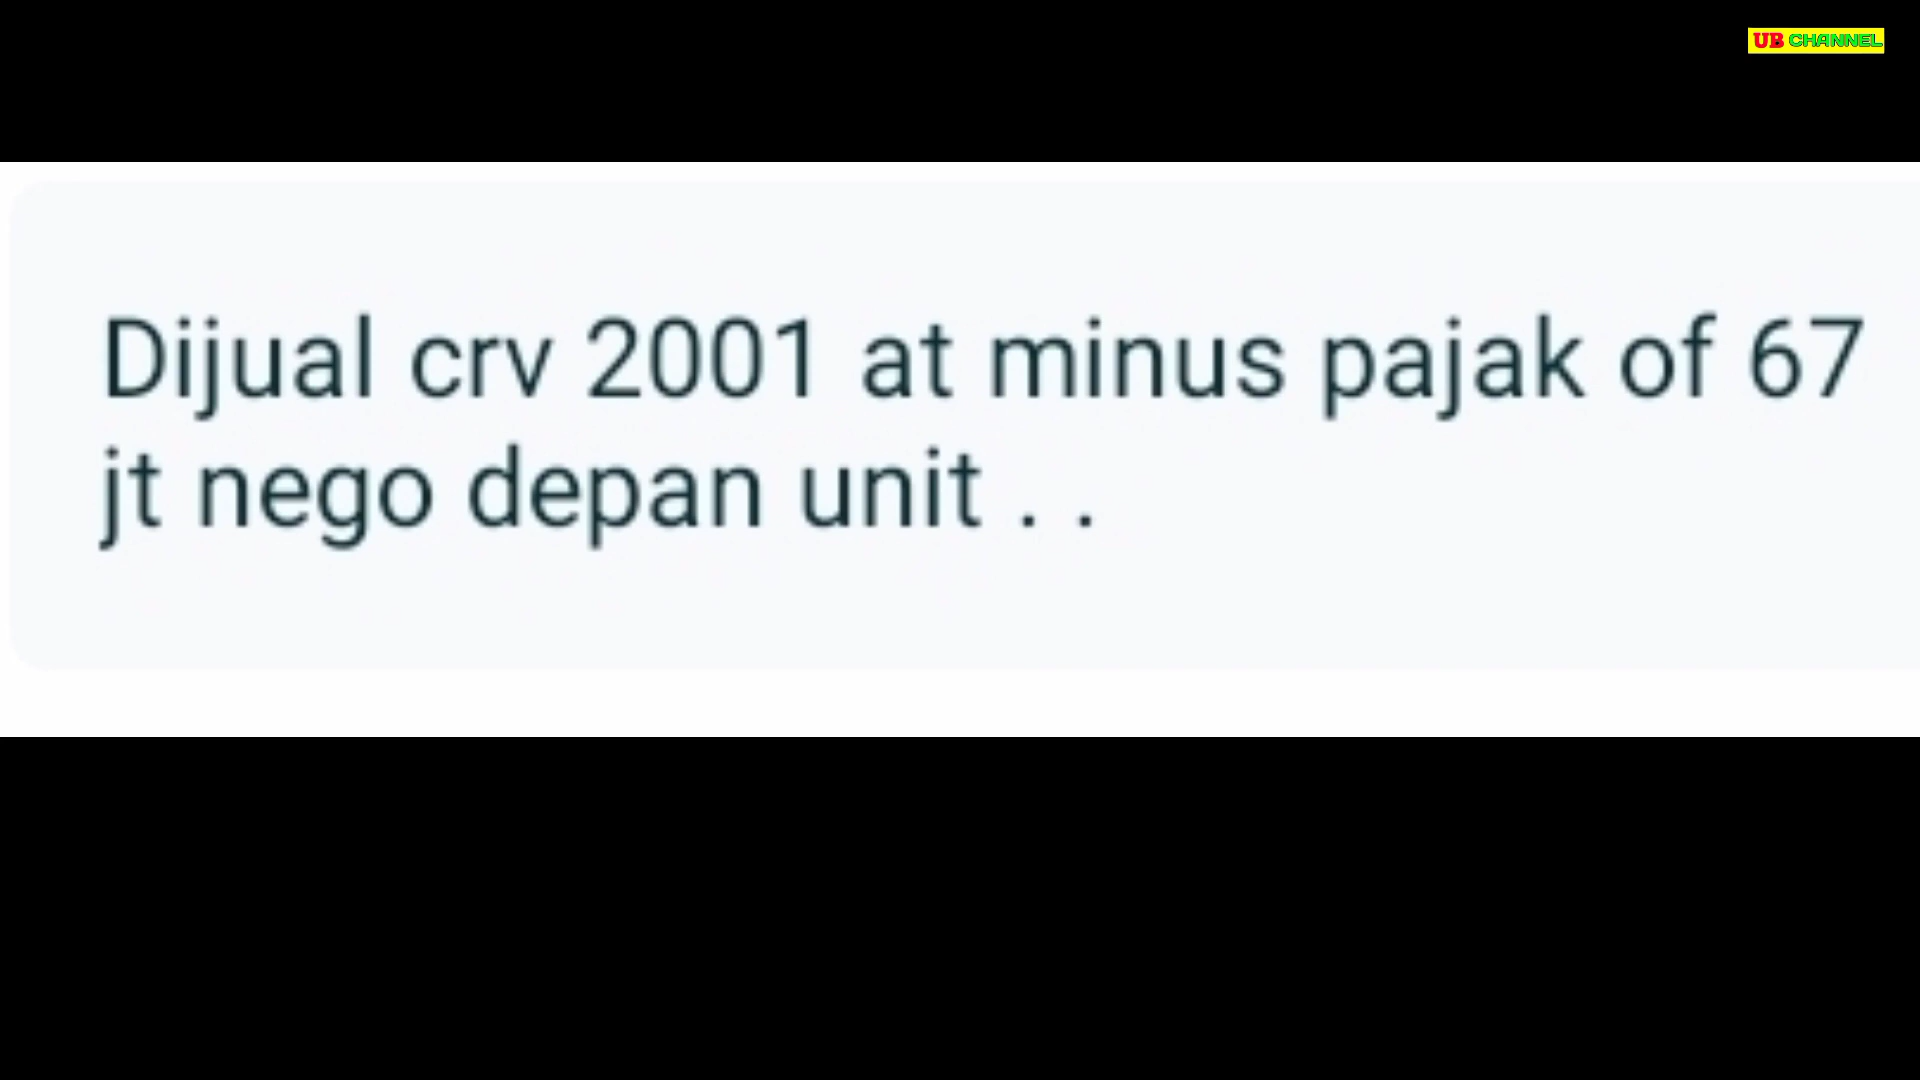 UB CHANNEL
Dijual crv 2001 at minus pajak of 67
jt nego depan unit . .